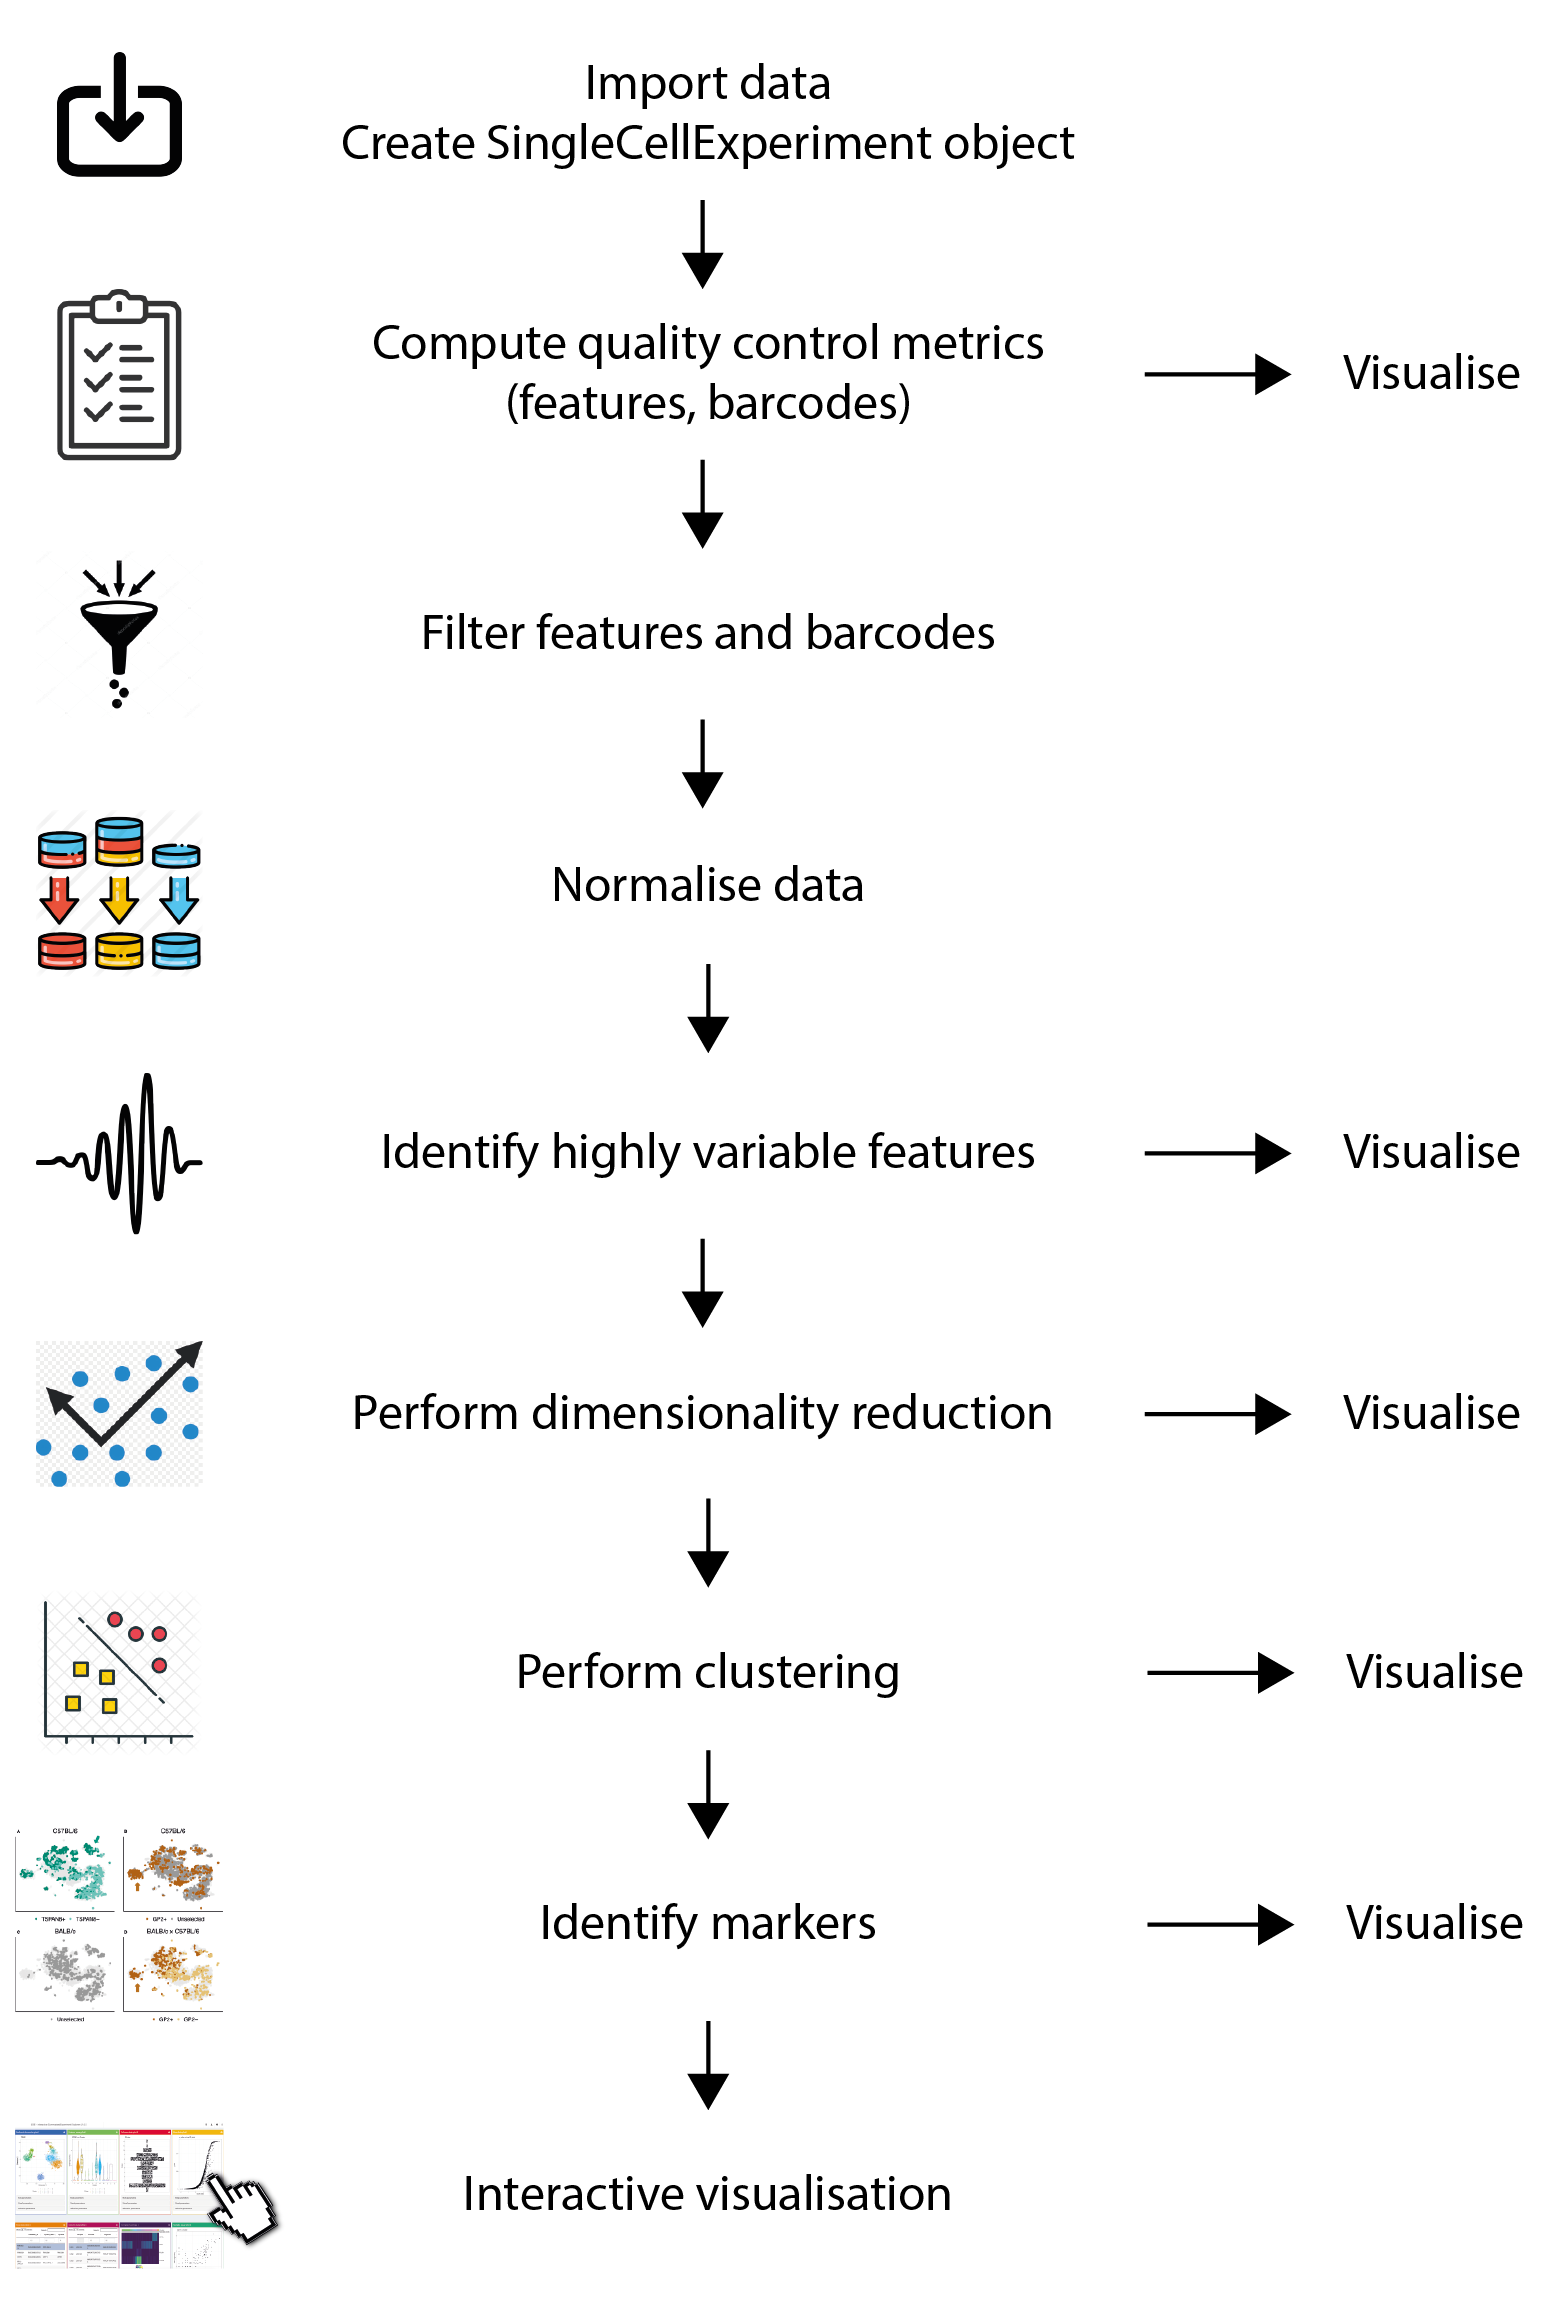 Import data
Create SingleCellExperiment object
Compute quality control metrics
(features, barcodes)
Visualise
Filter features and barcodes
Normalise data
Identify highly variable features
Visualise
Perform dimensionality reduction
Visualise
Perform clustering
Visualise
A C57BL/6
B C57BL/6
TSPAN8+ TSPAN8−
GP2+ Unselected
C BALB/c
D BALB/c x C57BL/6
Unselected
GP2+ GP2−
Identify markers
Visualise
Interactive visualisation